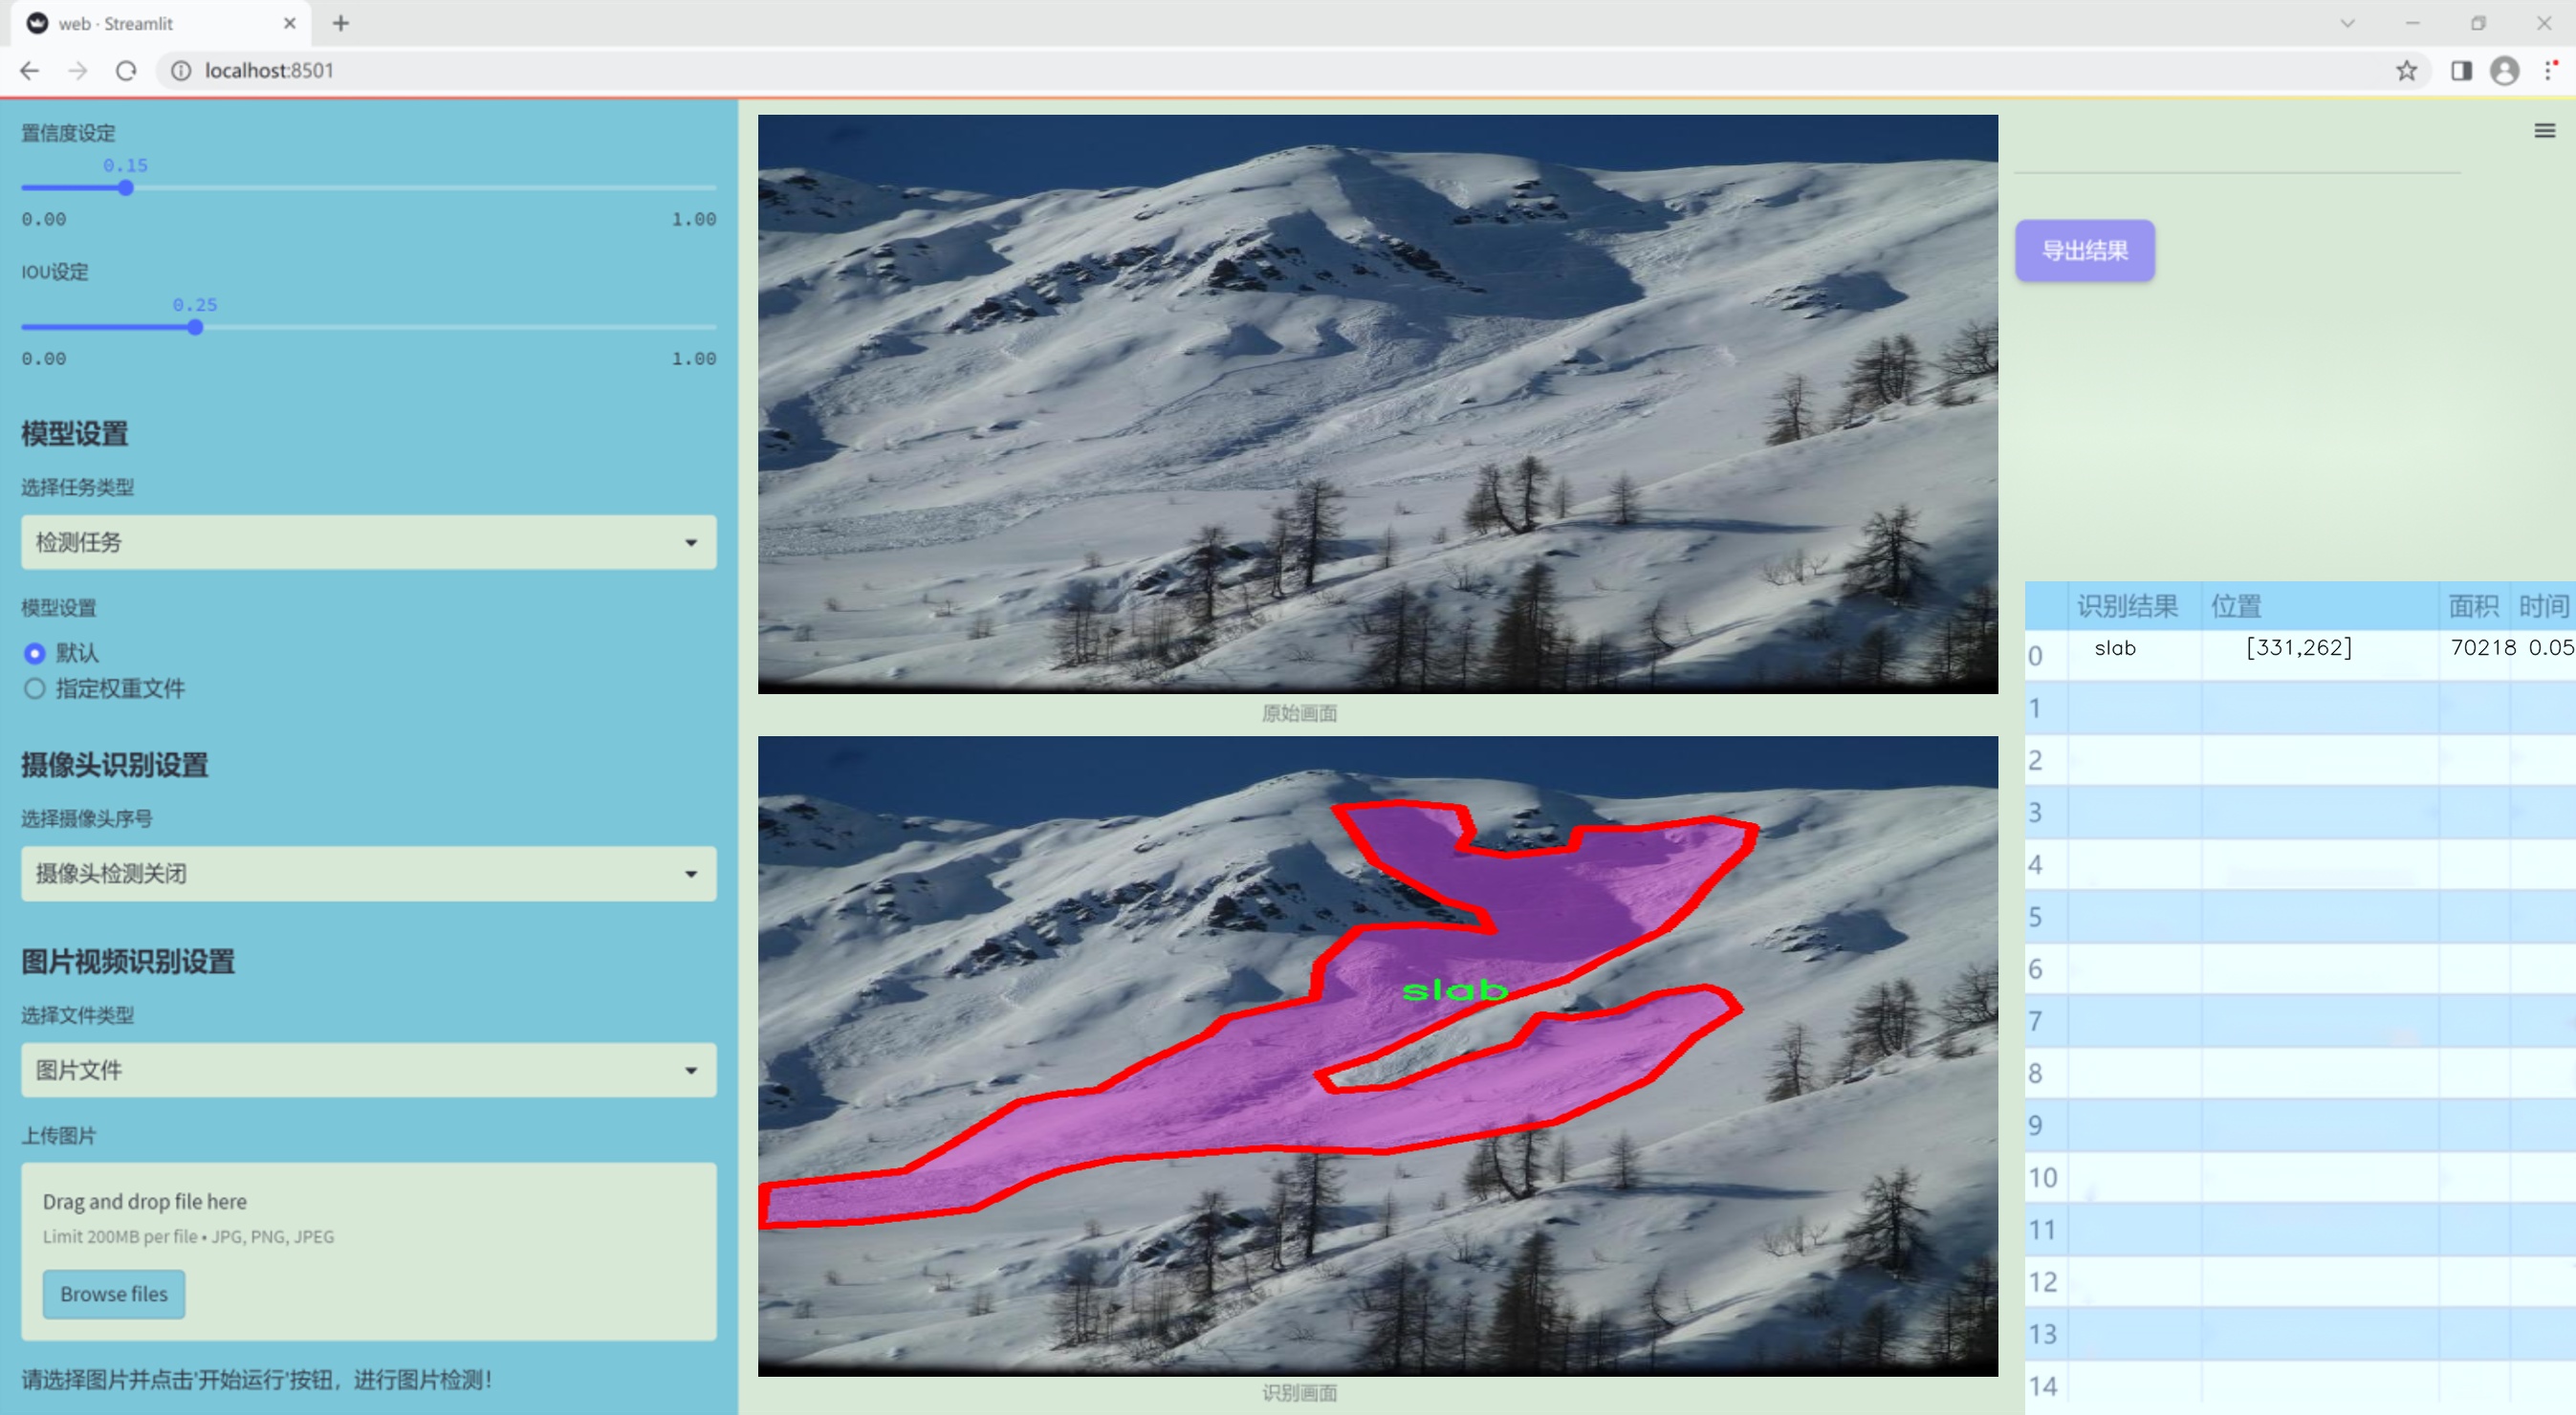 web · Streamlit
localhost:8501
置信度设定
0.15
0.00 1.00
IOU设定
0.25
0.00 1.00
模型设置
选择任务类型
检测任务
模型设置
默认
指定权重文件
摄像头识别设置
选择摄像头序号
摄像头检测关闭
图片视频识别设置
选择文件类型
图片文件
上传图片
Drag and drop file here
Limit 200MB per file • JPG, PNG, JPEG
Browse files
请选择图片并点击'开始运行'按钮，进行图片检测！
原始画面
slab
识别画面
导出结果
识别结果 位置 面积 时间
0 slab [331,262] 70218 0.05
1
2
3
4
5
6
7
8
9
10
11
12
13
14